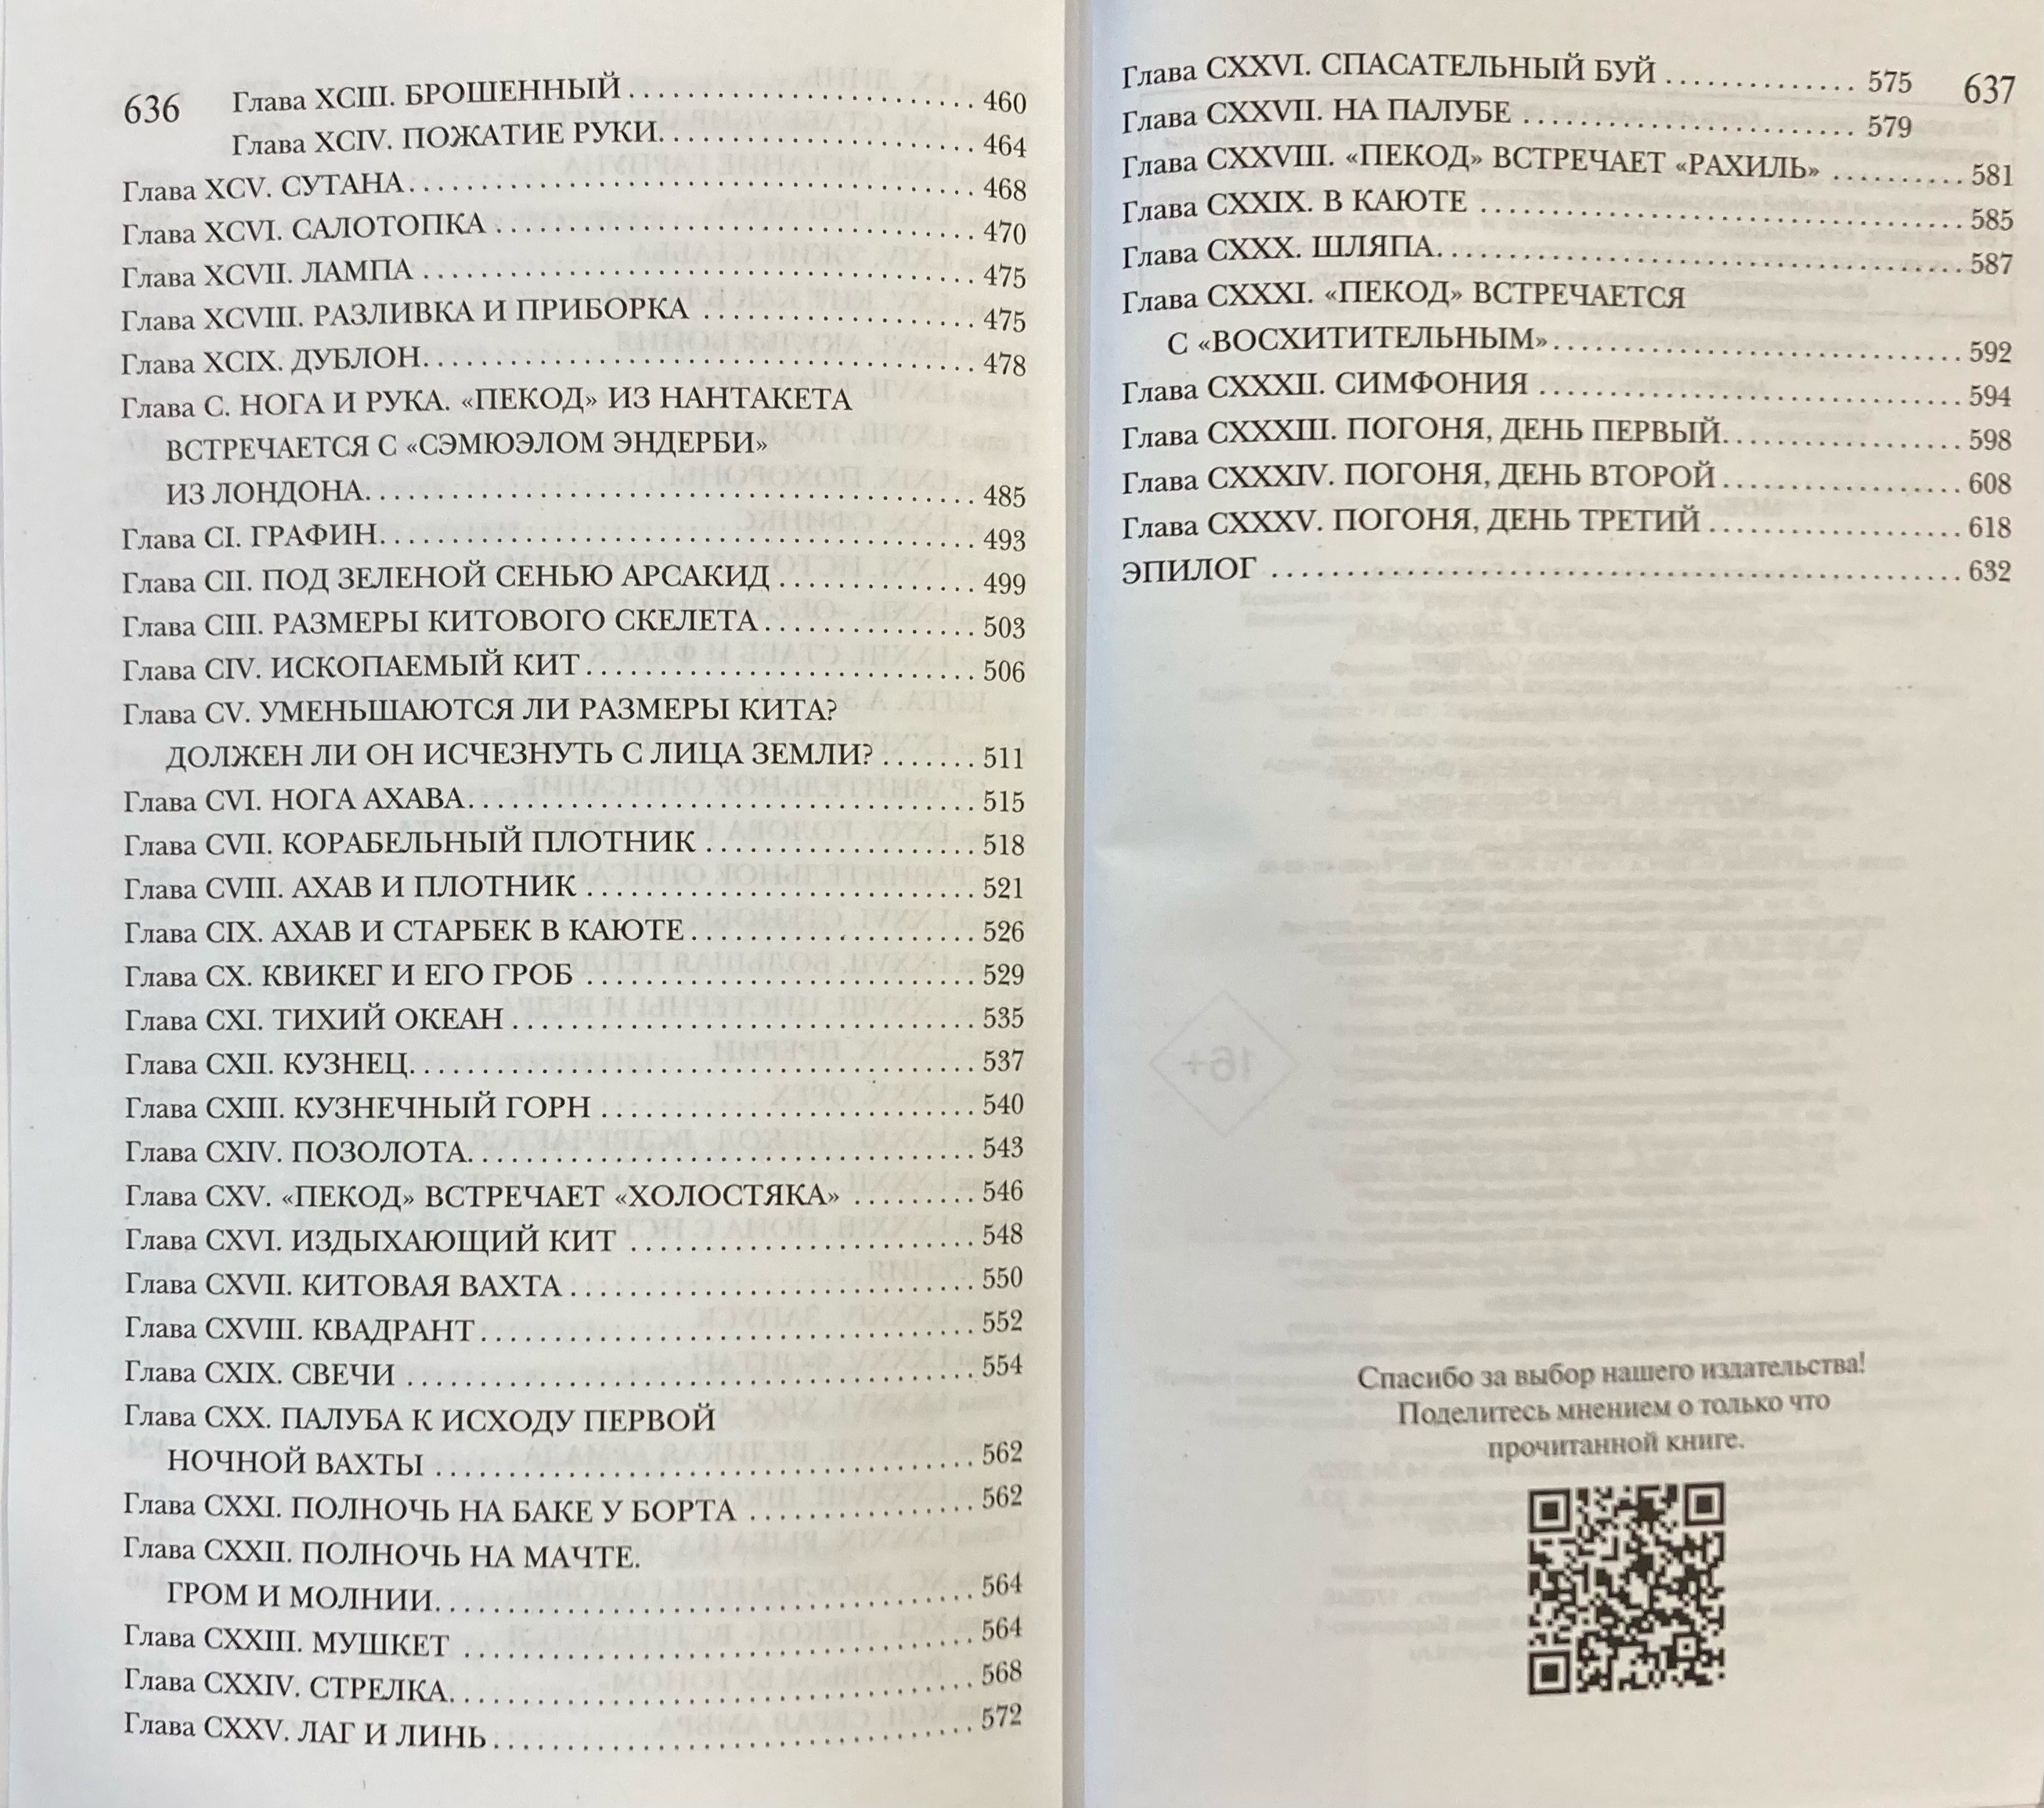 636
Глава XCIII. БРОШЕННЫЙ ........................... 460
Глава XCIV. ПОЖАТИЕ РУКИ. ........................ 464
Глава XCV. СУТАНА ........................... 468
Глава XCVI. САЛОТОПКА ........................... 470
Глава XCVII. ЛАМПА ........................... 475
Глава XCVIII. РАЗЛИВКА И ПРИБОРКА .................. 475
Глава XCIX. ДУБЛОН ........................... 478
Глава C. НОГА И РУКА. «ПЕКОД» ИЗ НАНТАКЕТА
ВСТРЕЧАЕТСЯ С «СЭМЮЭЛОМ ЭНДЕРБИ»
ИЗ ЛОНДОНА ........................... 485
Глава CI. ГРАФИН ........................... 493
Глава CII. ПОД ЗЕЛЕНОЙ СЕНЬЮ АРСАКИД ............. 499
Глава CIII. РАЗМЕРЫ КИТОВОГО СКЕЛЕТА .............. 503
Глава CIV. ИСКОПАЕМЫЙ КИТ ........................... 506
Глава CV. УМЕНЬШАЮТСЯ ЛИ РАЗМЕРЫ КИТА?
ДОЛЖЕН ЛИ ОН ИСЧЕЗНУТЬ С ЛИЦА ЗЕМЛИ? ....... 511
Глава CVI. НОГА АХАВА ........................... 515
Глава CVII. КОРАБЕЛЬНЫЙ ПЛОТНИК .................. 518
Глава CVIII. АХАВ И ПЛОТНИК ........................... 521
Глава CIX. АХАВ И СТАРБЕК В КАЮТЕ ................... 526
Глава CX. КВИКЕГ И ЕГО ГРОБ ........................... 529
Глава CXI. ТИХИЙ ОКЕАН ........................... 535
Глава CXII. КУЗНЕЦ ........................... 537
Глава CXIII. КУЗНЕЧНЫЙ ГОРН ........................... 540
Глава CXIV. ПОЗОЛОТА ........................... 543
Глава CXV. «ПЕКОД» ВСТРЕЧАЕТ «ХОЛОСТЯКА» ........ 546
Глава CXVI. ИЗДЫХАЮЩИЙ КИТ ....................... 548
Глава CXVII. КИТОВАЯ ВАХТА ........................... 550
Глава CXVIII. КВАДРАНТ ........................... 552
Глава CXIX. СВЕЧИ ........................... 554
Глава CXX. ПАЛУБА К ИСХОДУ ПЕРВОЙ
НОЧНОЙ ВАХТЫ ........................... 562
Глава CXXI. ПОЛНОЧЬ НА БАКЕ У БОРТА ............... 562
Глава CXXII. ПОЛНОЧЬ НА МАЧТЕ.
ГРОМ И МОЛНИИ ........................... 564
Глава CXXIII. МУШКЕТ ........................... 564
Глава CXXIV. СТРЕЛКА ........................... 568
Глава CXXV. ЛАГ И ЛИНЬ ........................... 572
637
Глава CXXVI. СПАСАТЕЛЬНЫЙ БУЙ ............... 575
Глава CXXVII. НА ПАЛУБЕ ........................... 579
Глава CXXVIII. «ПЕКОД» ВСТРЕЧАЕТ «РАХИЛЬ» .......... 581
Глава CXXIX. В КАЮТЕ ........................... 585
Глава CXXX. ШЛЯПА ........................... 587
Глава CXXXI. «ПЕКОД» ВСТРЕЧАЕТСЯ
С «ВОСХИТИТЕЛЬНЫМ» ........................... 592
Глава CXXXII. СИМФОНИЯ ........................... 594
Глава CXXXIII. ПОГОНЯ, ДЕНЬ ПЕРВЫЙ ................ 598
Глава CXXXIV. ПОГОНЯ, ДЕНЬ ВТОРОЙ ................ 608
Глава CXXXV. ПОГОНЯ, ДЕНЬ ТРЕТИЙ ................. 618
ЭПИЛОГ ........................... 632
Спасибо за выбор нашего издательства!
Поделитесь мнением о только что
прочитанной книге.